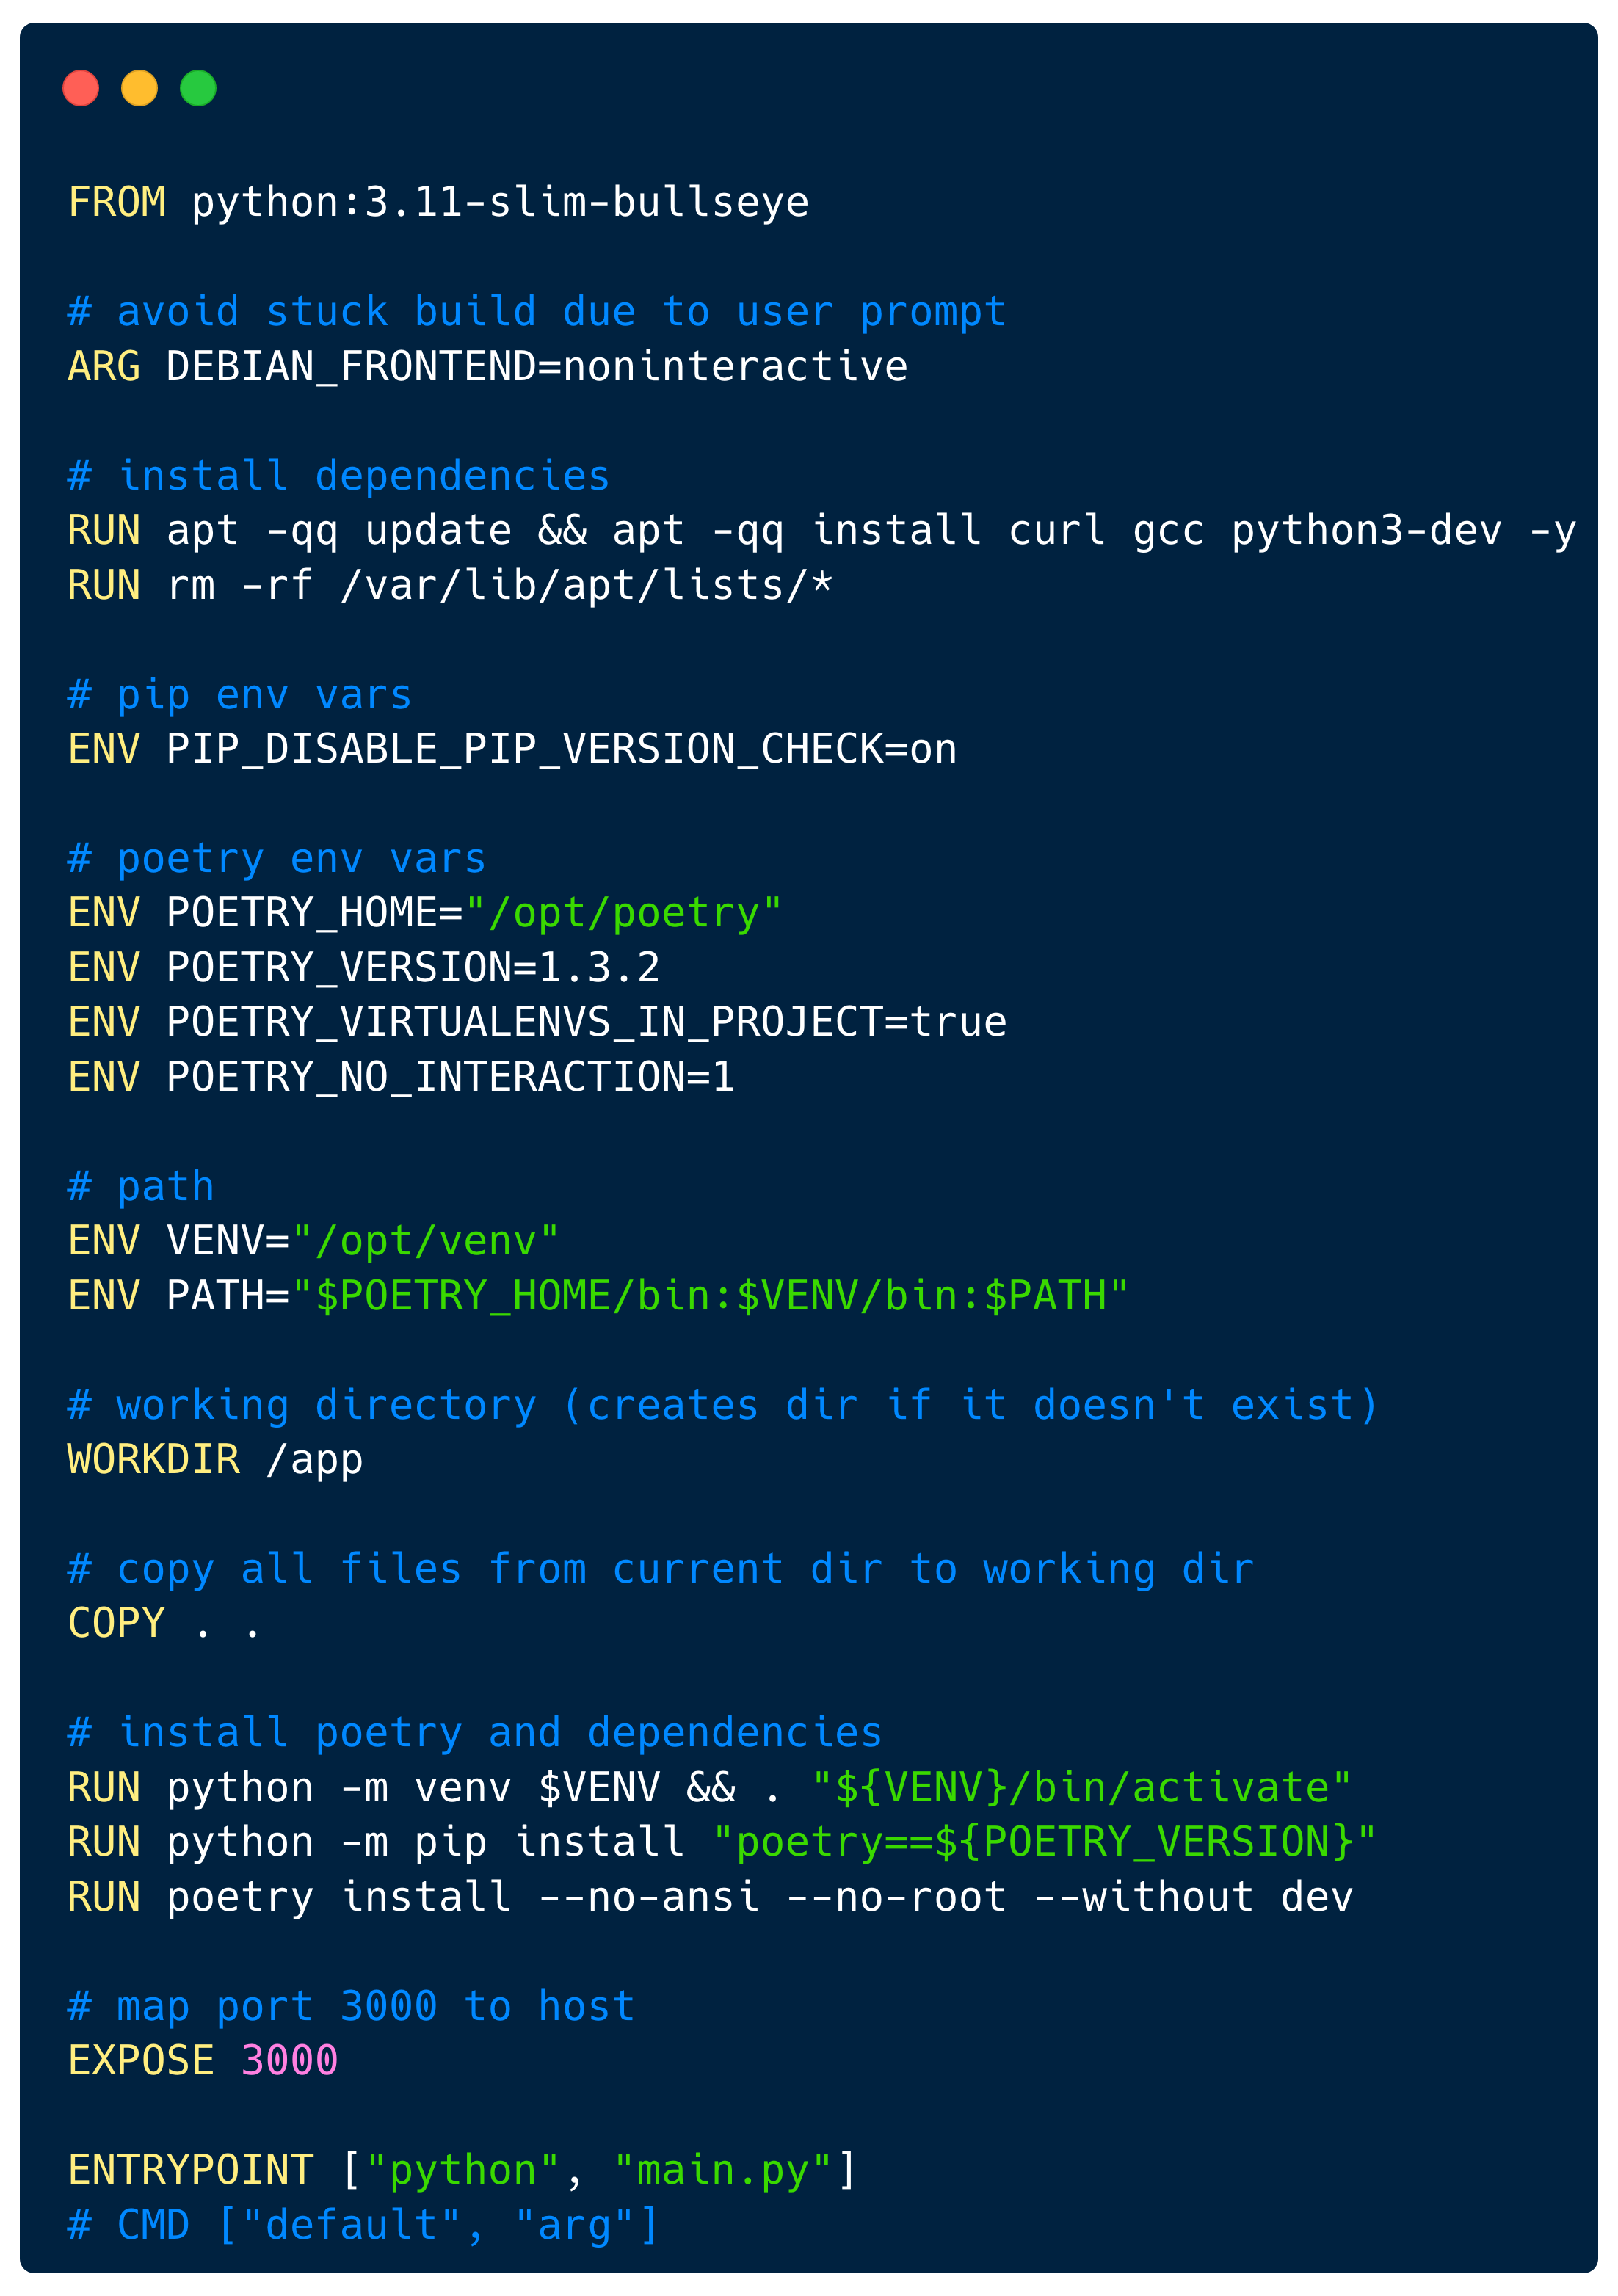 FROM python:3.11-slim-bullseye
# avoid stuck build due to user prompt
ARG DEBIAN_FRONTEND=noninteractive
# install dependencies
RUN apt -qq update && apt -qq install curl gcc python3-dev -y
RUN rm -rf /var/lib/apt/lists/*
# pip env vars
ENV PIP_DISABLE_PIP_VERSION_CHECK=on
# poetry env vars
ENV POETRY_HOME="/opt/poetry"
ENV POETRY_VERSION=1.3.2
ENV POETRY_VIRTUALENVS_IN_PROJECT=true
ENV POETRY_NO_INTERACTION=1
# path
ENV VENV="/opt/venv"
ENV PATH="$POETRY_HOME/bin:$VENV/bin:$PATH"
# working directory (creates dir if it doesn't exist)
WORKDIR /app
# copy all files from current dir to working dir
COPY . .
# install poetry and dependencies
RUN python -m venv $VENV && . "${VENV}/bin/activate"
RUN python -m pip install "poetry==${POETRY_VERSION}"
RUN poetry install --no-ansi --no-root --without dev
# map port 3000 to host
EXPOSE 3000
ENTRYPOINT ["python", "main.py"]
# CMD ["default", "arg"]